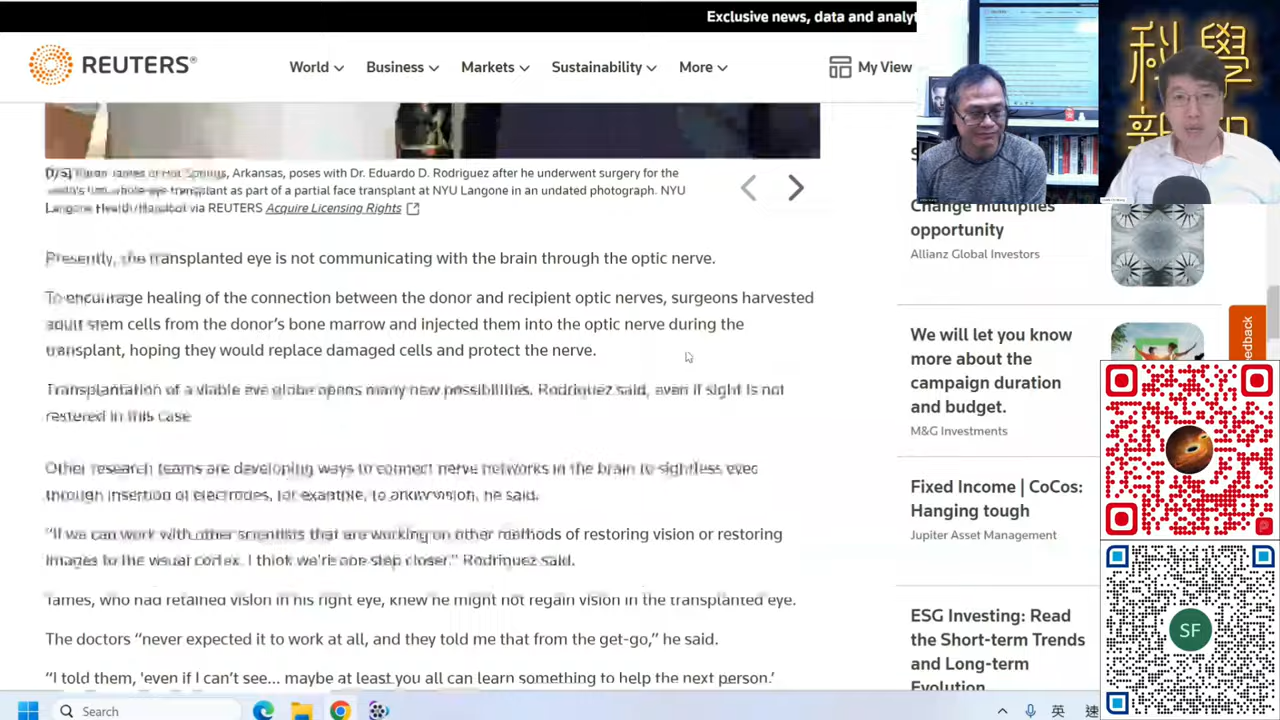 Exclusive news, data and analyt
REUTERS
World
Business
Markets
Sustainability
More
My View
Arkansas, poses with Dr. Eduardo D. Rodriguez after he underwent surgery for the
whole-eye transplant as part of a partial face transplant at NYU Langone in an undated photograph. NYU
Langone Health/Handout via REUTERS Acquire Licensing Rights
Presently, the transplanted eye is not communicating with the brain through the optic nerve.
To encourage healing of the connection between the donor and recipient optic nerves, surgeons harvested
adult stem cells from the donor's bone marrow and injected them into the optic nerve during the
transplant, hoping they would replace damaged cells and protect the nerve.
Transplantation of a viable eye globe opens many new possibilities, Rodriguez said, even if sight is not
restored in this case
Other research teams are developing ways to connect nerve networks in the brain to sightless eyes
through insertion of electrodes, for example, to allow vision, he said.
"If we can work with other scientists that are working on other methods of restoring vision or restoring
images to the visual cortex, I think we're one step closer," Rodriguez said.
James, who had retained vision in his right eye, regain vision in the transplanted eye.
The doctors "never expected it to work at all, and they told me that from the get-go," he said.
"I told them, 'even if I can't see... maybe at least you all can learn something to help the next person.'
Change multiplies
opportunity
Allianz Global Investors
We will let you know
more about the
campaign duration
and budget.
M&G Investments
Fixed Income | CoCos:
Hanging tough
Jupiter Asset Management
ESG Investing: Read
the Short-term Trends
and Long-term
Evolution
eedback
科學
SF
Search
英
速